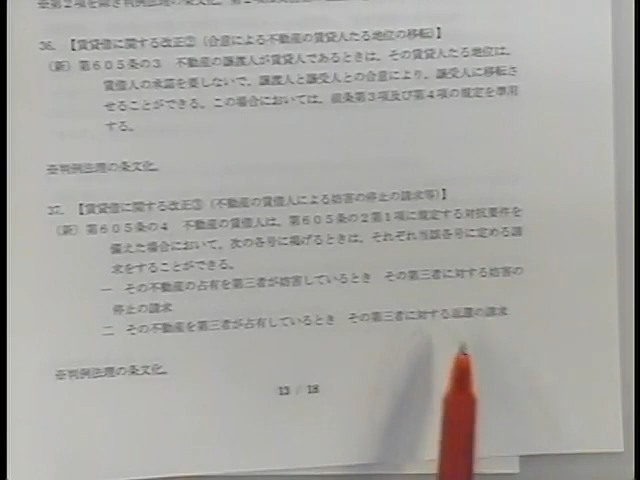 ※第2項を除き判例法理の条文化。
36. 【賃貸借に関する改正②（合意による不動産の賃貸人たる地位の移転）】
（新）第605条の3　不動産の譲渡人が賃貸人であるときは、その賃貸人たる地位は、
賃借人の承諾を要しないで、譲渡人と譲受人との合意により、譲受人に移転さ
せることができる。この場合においては、前条第3項及び第4項の規定を準用
する。
※判例法理の条文化。
37. 【賃貸借に関する改正③（不動産の賃借人による妨害の停止の請求等）】
（新）第605条の4　不動産の賃借人は、第605条の2第1項に規定する対抗要件を
備えた場合において、次の各号に掲げるときは、それぞれ当該各号に定める請
求をすることができる。
一　その不動産の占有を第三者が妨害しているとき　その第三者に対する妨害の
停止の請求
二　その不動産を第三者が占有しているとき　その第三者に対する返還の請求
※判例法理の条文化。
13 / 18